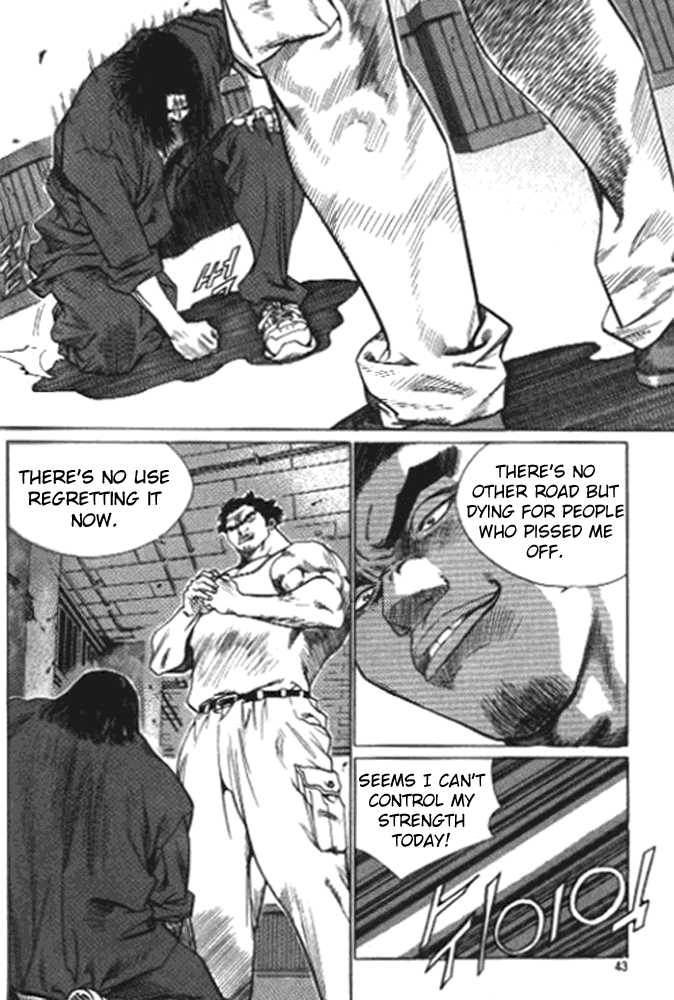 THERE'S NO
OTHER ROAD BUT
DYING FOR PEOPLE
WHO PISSED ME
OFF.
THERE'S NO USE
REGRETTING IT
NOW.
SEEMS I CAN'T
CONTROL MY
STRENGTH
TODAY!
43